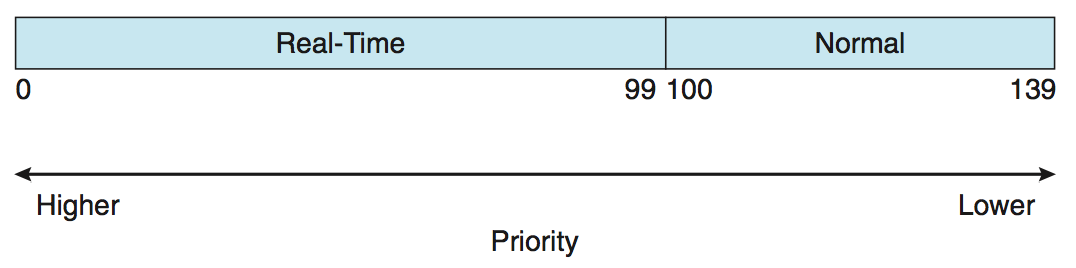 Real-Time Normal
0 99 100 139
Higher Lower
Priority